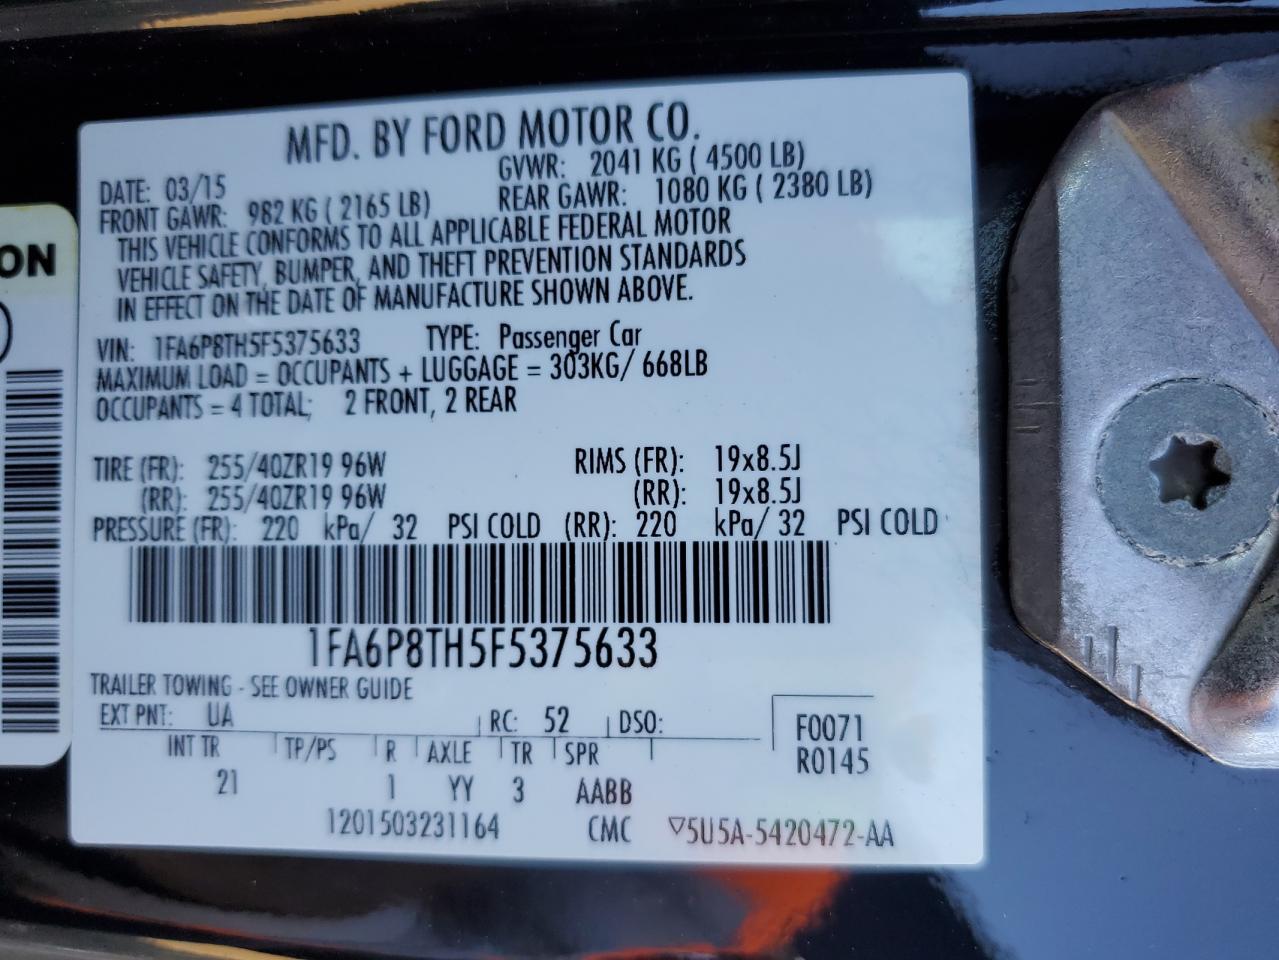 MFD. BY FORD MOTOR CO.
DATE: 03/15 GVWR: 2041 KG ( 4500 LB)
FRONT GAWR: 982 KG ( 2165 LB) REAR GAWR: 1080 KG ( 2380 LB)
THIS VEHICLE CONFORMS TO ALL APPLICABLE FEDERAL MOTOR
VEHICLE SAFETY, BUMPER, AND THEFT PREVENTION STANDARDS
IN EFFECT ON THE DATE OF MANUFACTURE SHOWN ABOVE.
VIN: 1FA6P8TH5F5375633 TYPE: Passenger Car
MAXIMUM LOAD = OCCUPANTS + LUGGAGE = 303KG/ 668LB
OCCUPANTS = 4 TOTAL; 2 FRONT, 2 REAR
TIRE (FR): 255/40ZR19 96W RIMS (FR): 19x8.5J
(RR): 255/40ZR19 96W (RR): 19x8.5J
PRESSURE (FR): 220 kPa/ 32 PSI COLD (RR): 220 kPa/ 32 PSI COLD
1FA6P8TH5F5375633
TRAILER TOWING - SEE OWNER GUIDE
EXT PNT: UA RC: 52 DSO: F0071
INT TR TP/PS R AXLE TR SPR R0145
21 1 YY 3 AABB
1201503231164 CMC ▽5U5A-5420472-AA
ON